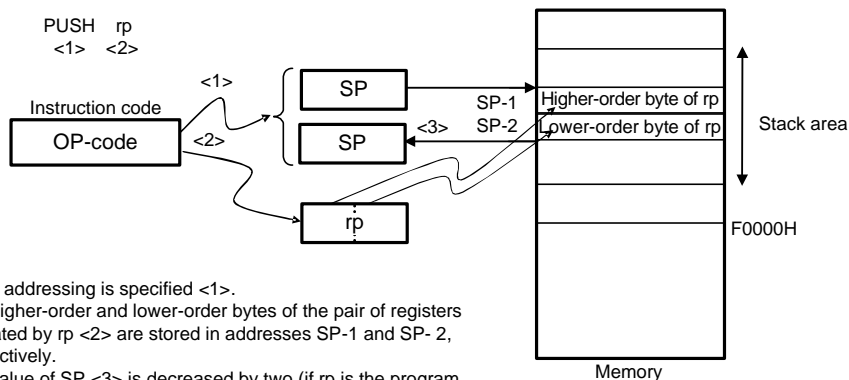 PUSH rp
<1> <2>
<1>
SP
SP-1
Higher-order byte of rp
Instruction code
OP-code
<2>
<3>
SP-2
Lower-order byte of rp
Stack area
SP
rp
F0000H
addressing is specified <1>.
igher-order and lower-order bytes of the pair of registers
ted by rp <2> are stored in addresses SP-1 and SP- 2,
ctively.
alue of SP <3> is decreased by two (if rp is the program
Memory